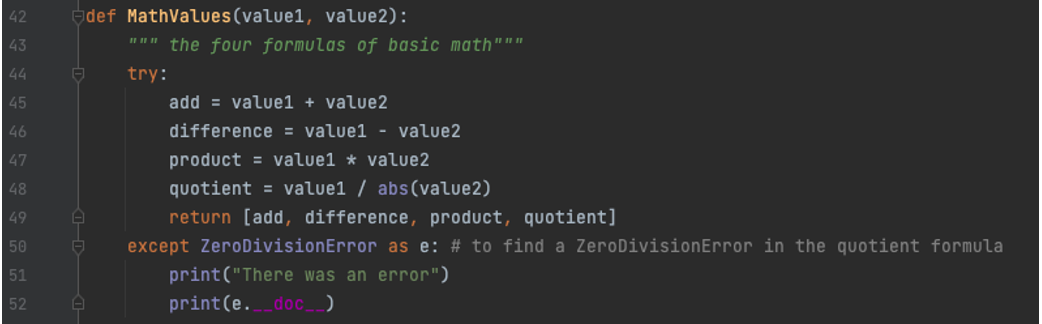 42 def MathValues(value1, value2):
43     """ the four formulas of basic math"""
44     try:
45         add = value1 + value2
46         difference = value1 - value2
47         product = value1 * value2
48         quotient = value1 / abs(value2)
49         return [add, difference, product, quotient]
50     except ZeroDivisionError as e: # to find a ZeroDivisionError in the quotient formula
51         print("There was an error")
52         print(e.__doc__)